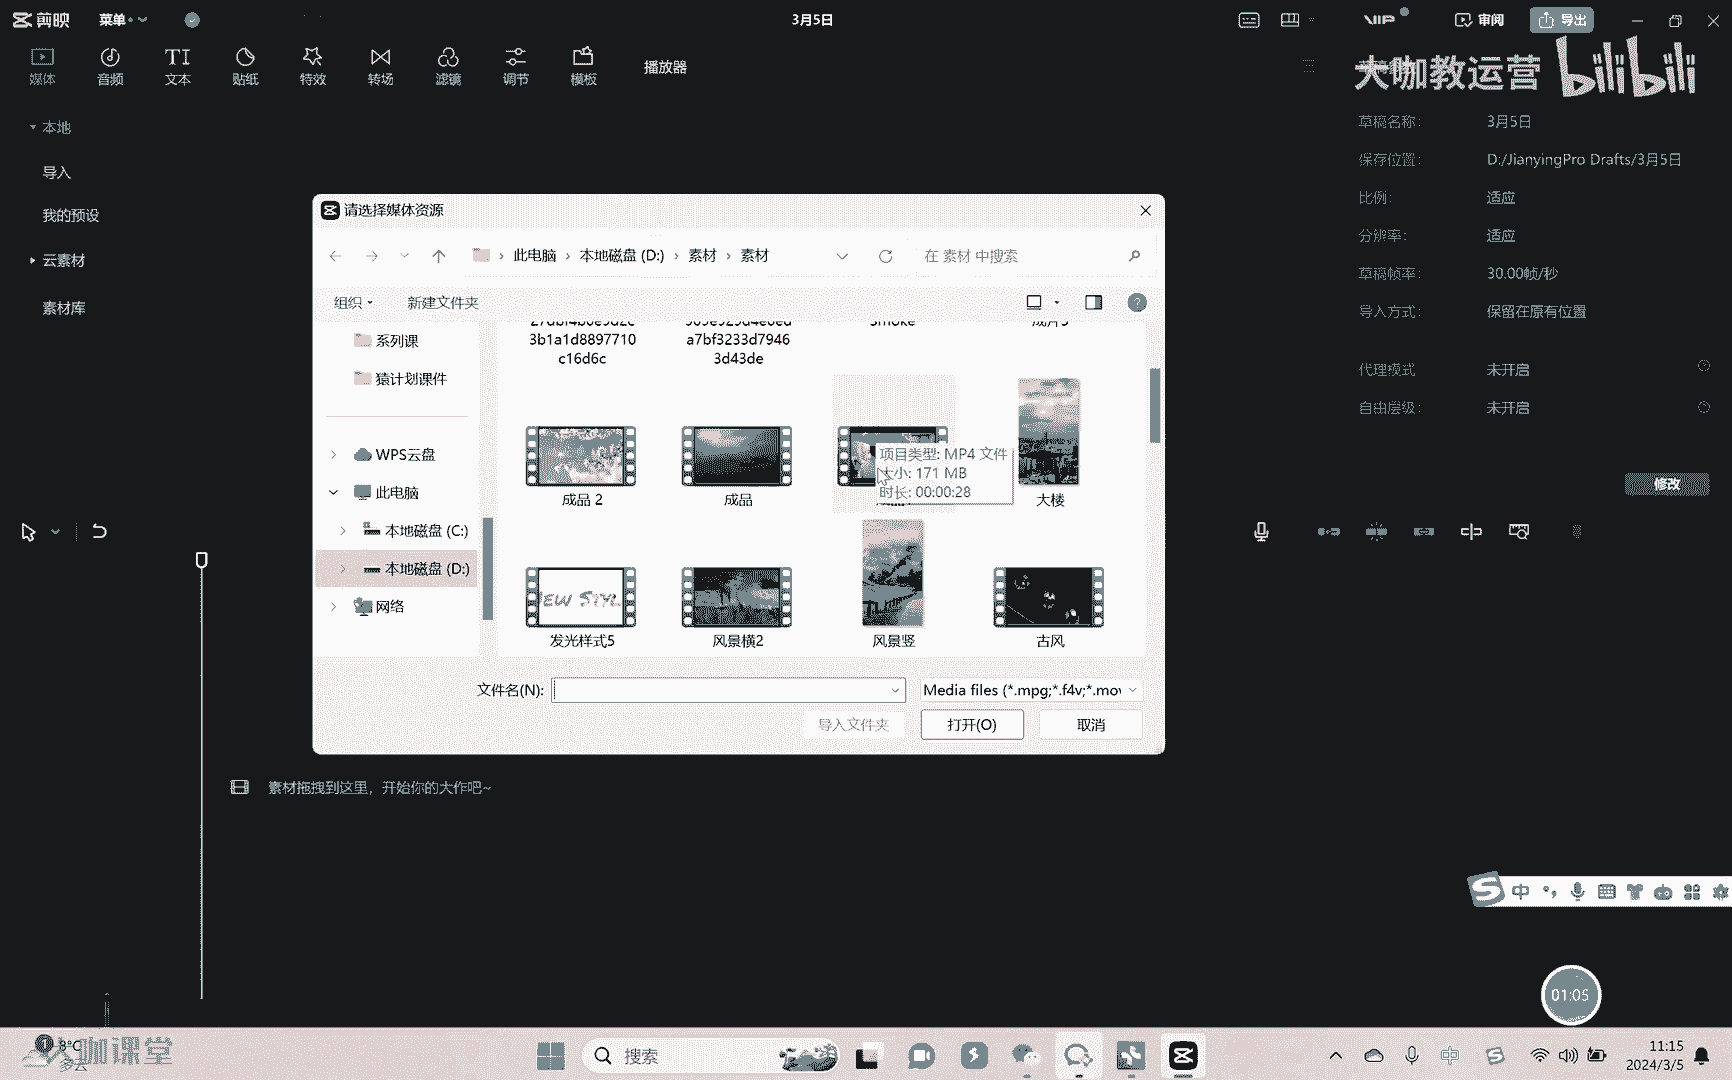 剪映
菜单
3月5日
VIP
审阅
导出
媒体
音频
TI
文本
贴纸
特效
转场
滤镜
调节
模板
播放器
大咖教运营
bilibili
本地
导入
我的预设
云素材
素材库
草稿名称：
3月5日
保存位置：
D:/JianyingPro Drafts/3月5日
比例：
适应
分辨率：
适应
草稿帧率：
30.00帧/秒
导入方式：
保留在原有位置
代理模式
未开启
自由层级：
未开启
修改
请选择媒体资源
此电脑 › 本地磁盘 (D:) › 素材 › 素材
在 素材 中搜索
组织
新建文件夹
系列课
猿计划课件
WPS云盘
此电脑
本地磁盘 (C:)
本地磁盘 (D:)
网络
3b1a1d8897710
c16d6c
a7bf3233d7946
3d43de
smoke
成片3
成品 2
成品
项目类型: MP4 文件
大小: 171 MB
时长: 00:00:28
大楼
发光样式5
风景横2
风景竖
古风
文件名(N):
Media files (*.mpg;*.f4v;*.mov
导入文件夹
打开(O)
取消
素材拖拽到这里，开始你的大作吧~
中
01:05
8°C
多云
大咖课堂
搜索
中
11:15
2024/3/5